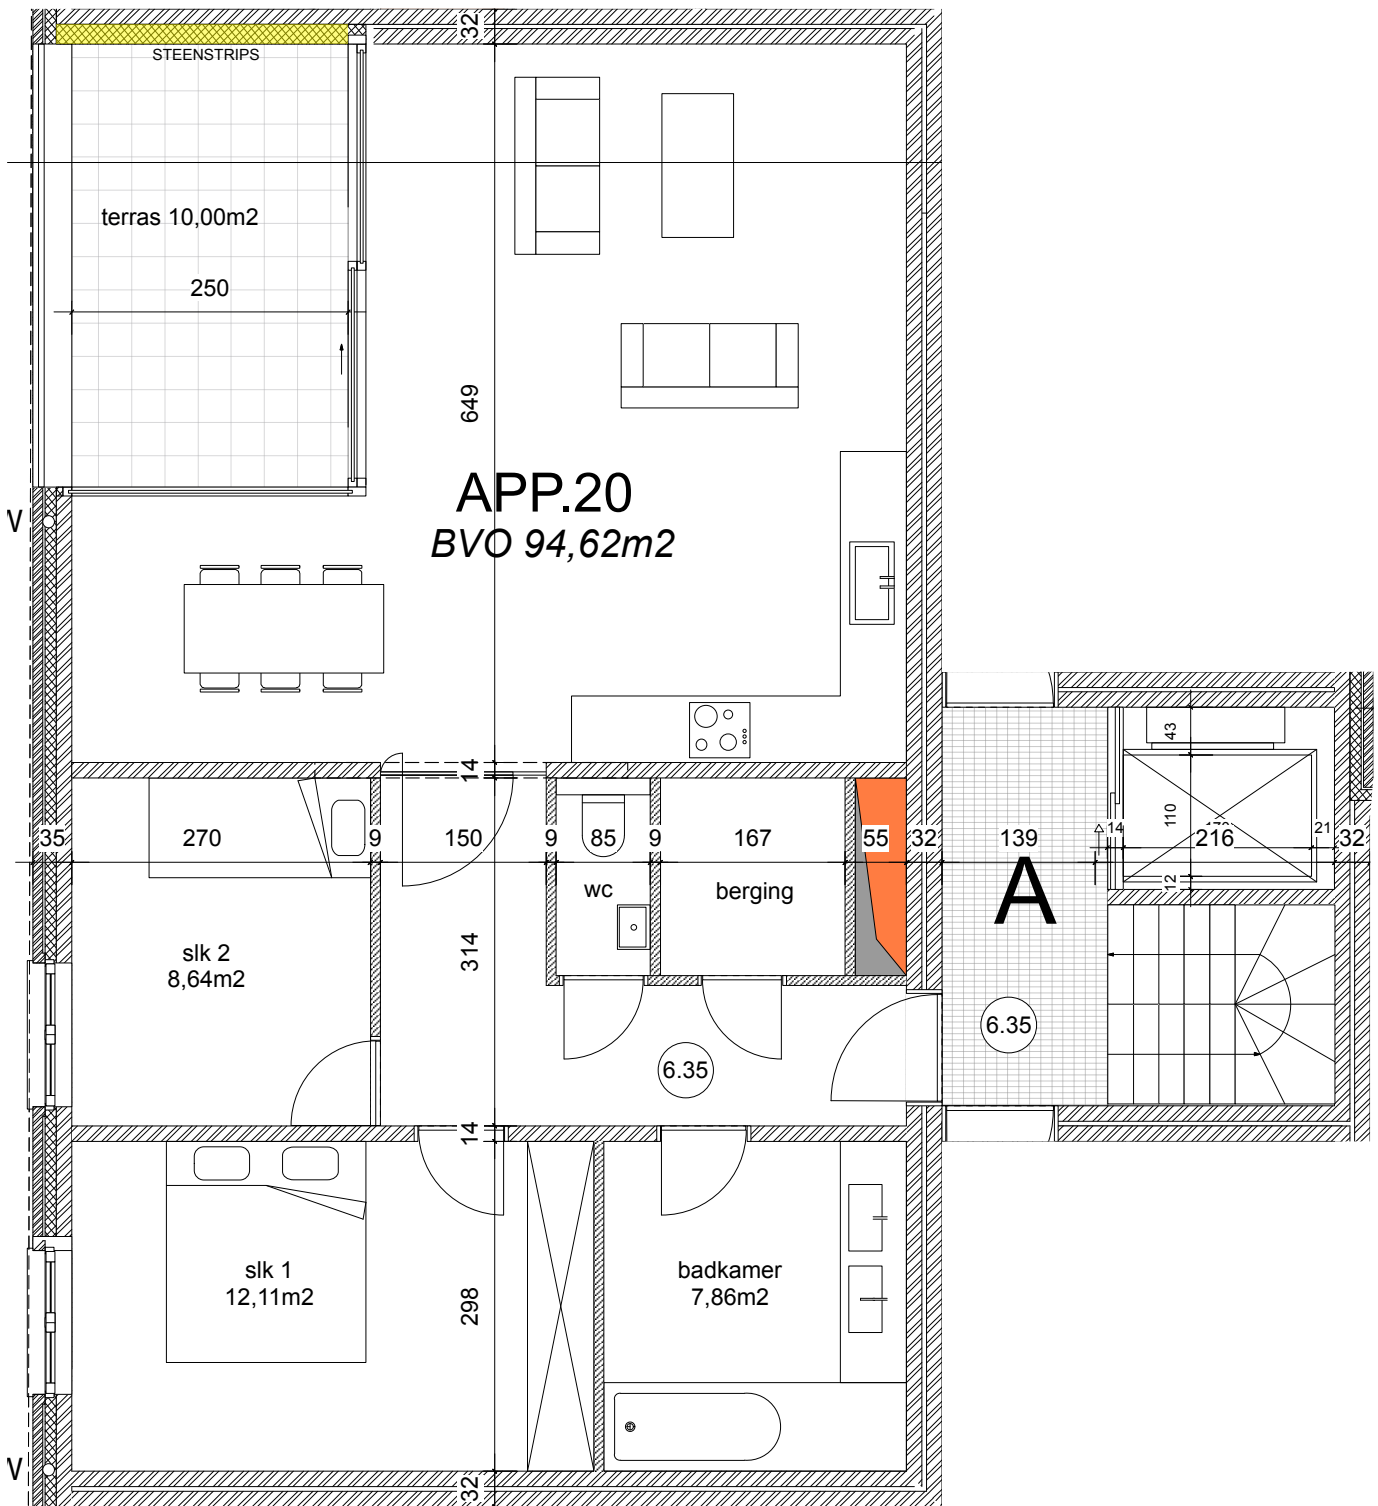 32
STEENSTRIPS
terras 10,00m2
250
649
APP.20
BVO 94,62m2
V
14
35
270
9
150
9
85
9
167
55
32
139
14
216
21
32
43
110
12
wc
berging
A
slk 2
8,64m2
314
6.35
6.35
14
slk 1
12,11m2
298
badkamer
7,86m2
V
32